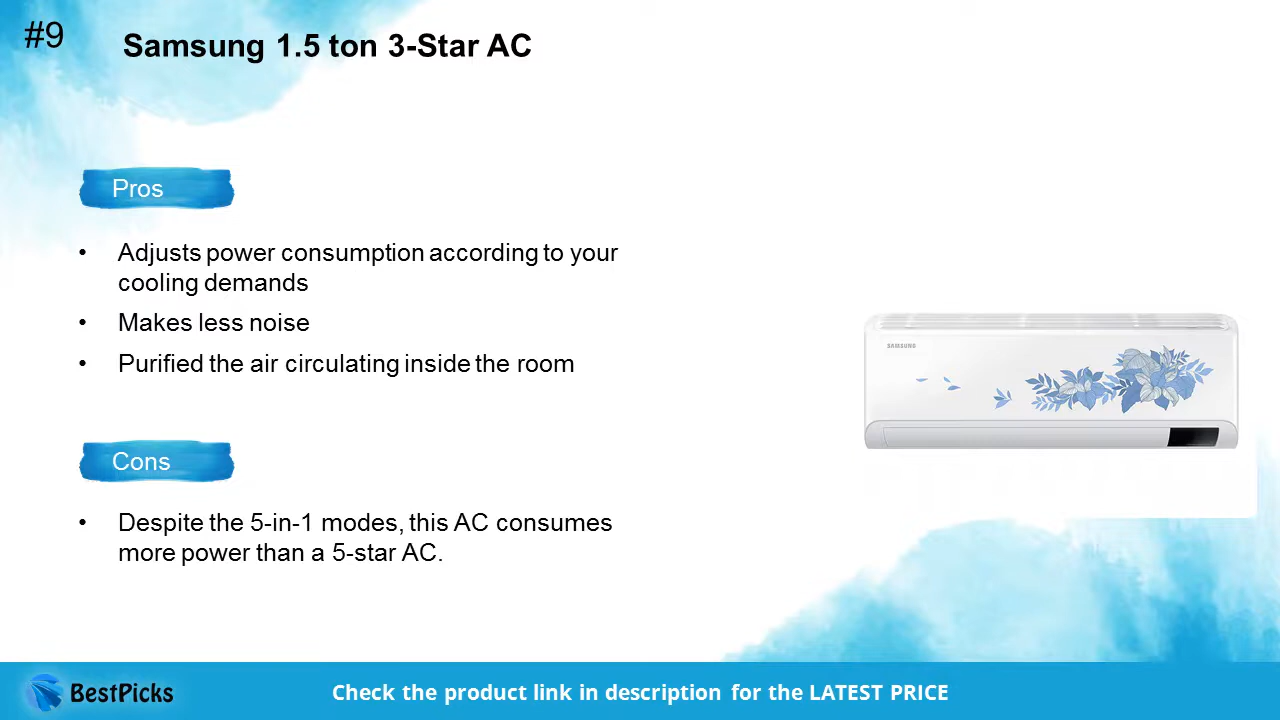 #9
Samsung 1.5 ton 3-Star AC
Pros
• Adjusts power consumption according to your
cooling demands
• Makes less noise
• Purified the air circulating inside the room
SAMSUNG
Cons
• Despite the 5-in-1 modes, this AC consumes
more power than a 5-star AC.
BestPicks
Check the product link in description for the LATEST PRICE